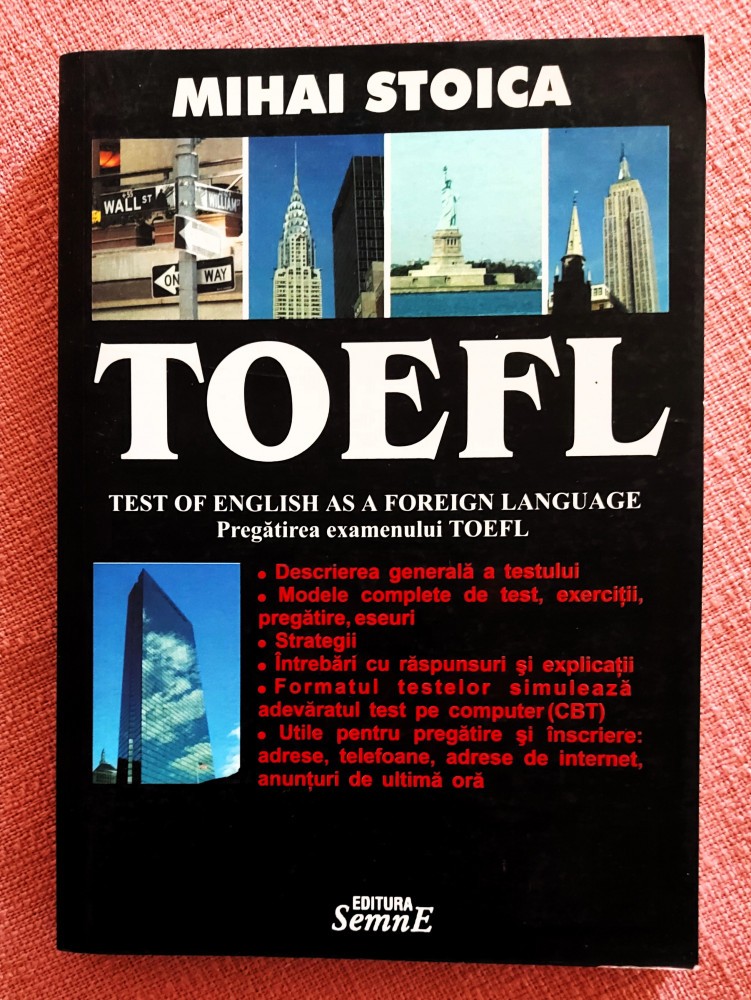 MIHAI STOICA
WALL ST
WILLIAM
ONE WAY
TOEFL
TEST OF ENGLISH AS A FOREIGN LANGUAGE
Pregătirea examenului TOEFL
• Descrierea generală a testului
• Modele complete de test, exerciții,
pregătire, eseuri
• Strategii
• Întrebări cu răspunsuri și explicații
• Formatul testelor simulează
adevăratul test pe computer (CBT)
• Utile pentru pregătire și înscriere:
adrese, telefoane, adrese de internet,
anunțuri de ultimă oră
EDITURA
SemnE